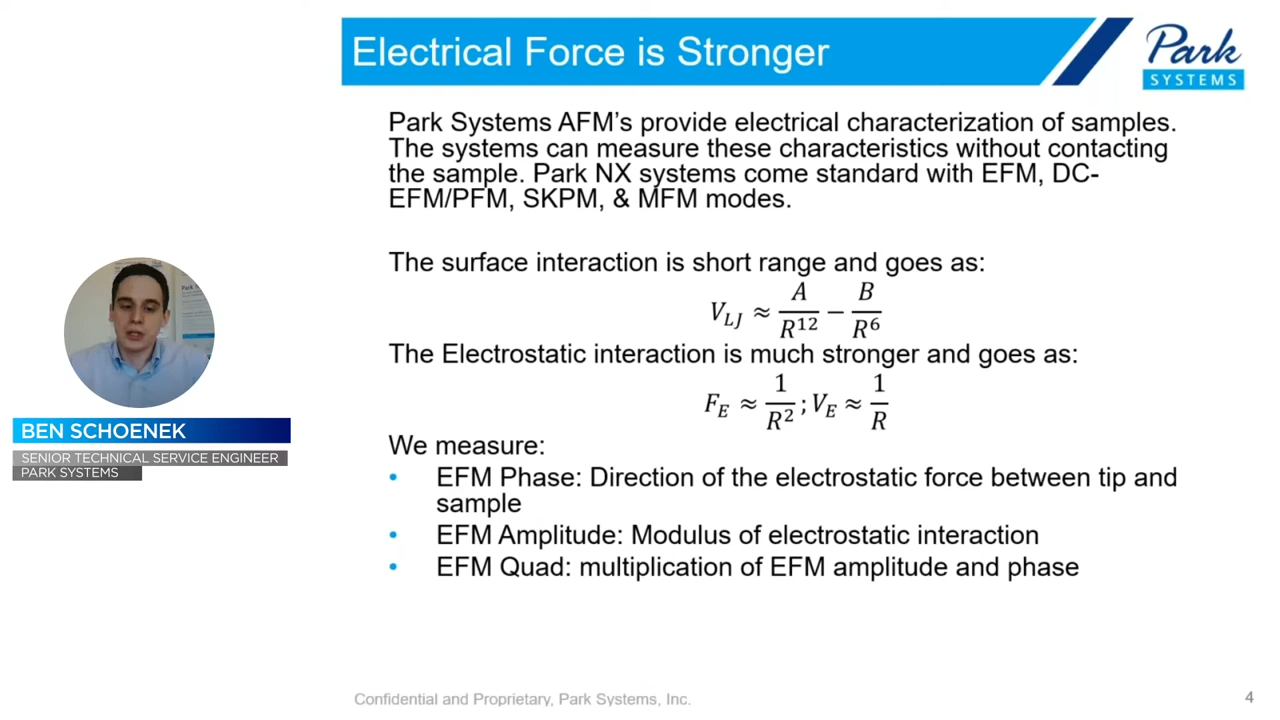 Electrical Force is Stronger
Park
SYSTEMS
Park Systems AFM’s provide electrical characterization of samples.
The systems can measure these characteristics without contacting
the sample. Park NX systems come standard with EFM, DC-
EFM/PFM, SKPM, & MFM modes.
The surface interaction is short range and goes as:
V_LJ ≈ A/R^12 − B/R^6
The Electrostatic interaction is much stronger and goes as:
F_E ≈ 1/R^2 ; V_E ≈ 1/R
We measure:
• EFM Phase: Direction of the electrostatic force between tip and
sample
• EFM Amplitude: Modulus of electrostatic interaction
• EFM Quad: multiplication of EFM amplitude and phase
BEN SCHOENEK
SENIOR TECHNICAL SERVICE ENGINEER
PARK SYSTEMS
Confidential and Proprietary, Park Systems, Inc.
4